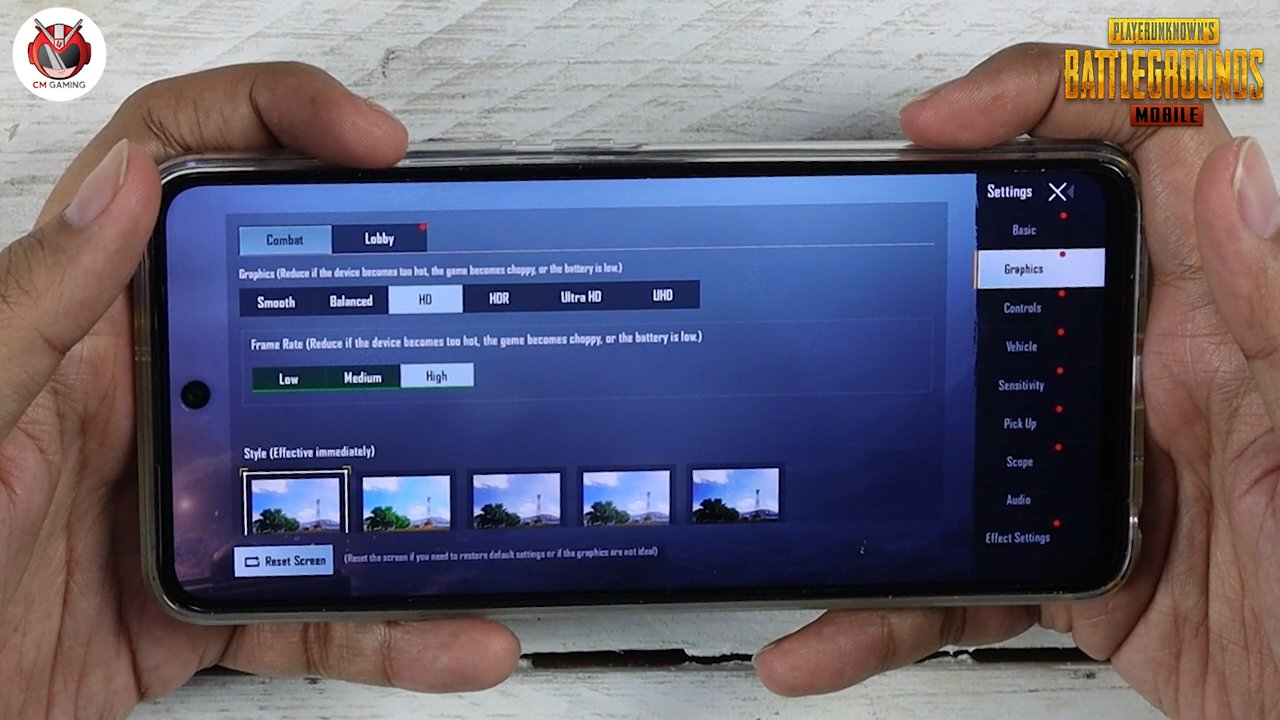 CM GAMING
PLAYERUNKNOWN'S
BATTLEGROUNDS
MOBILE
Settings
Combat Lobby
Graphics (Reduce if the device becomes too hot, the game becomes choppy, or the battery is low.)
Smooth Balanced HD HDR Ultra HD UHD
Frame Rate (Reduce if the device becomes too hot, the game becomes choppy, or the battery is low.)
Low Medium High
Style (Effective immediately)
Reset Screen (Reset the screen if you need to restore default settings or if the graphics are not ideal)
Basic
Graphics
Controls
Vehicle
Sensitivity
Pick Up
Scope
Audio
Effect Settings